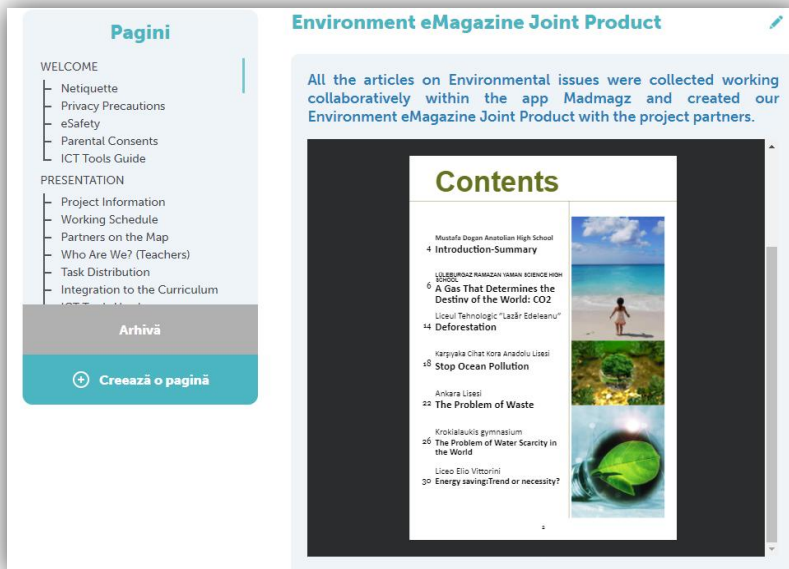 Pagini
WELCOME
Netiquette
Privacy Precautions
eSafety
Parental Consents
ICT Tools Guide
PRESENTATION
Project Information
Working Schedule
Partners on the Map
Who Are We? (Teachers)
Task Distribution
Integration to the Curriculum
Arhivă
Creează o pagină
Environment eMagazine Joint Product
All the articles on Environmental issues were collected working
collaboratively within the app Madmagz and created our
Environment eMagazine Joint Product with the project partners.
Contents
Mustafa Dogan Anatolian High School
4 Introduction-Summary
LÜLEBURGAZ RAMAZAN YAMAN SCIENCE HIGH
SCHOOL
6 A Gas That Determines the
Destiny of the World: CO2
Liceul Tehnologic "Lazăr Edeleanu"
14 Deforestation
Karşıyaka Cihat Kora Anadolu Lisesi
18 Stop Ocean Pollution
Ankara Lisesi
22 The Problem of Waste
Krokialaukis gymnasium
26 The Problem of Water Scarcity in
the World
Liceo Elio Vittorini
30 Energy saving:Trend or necessity?